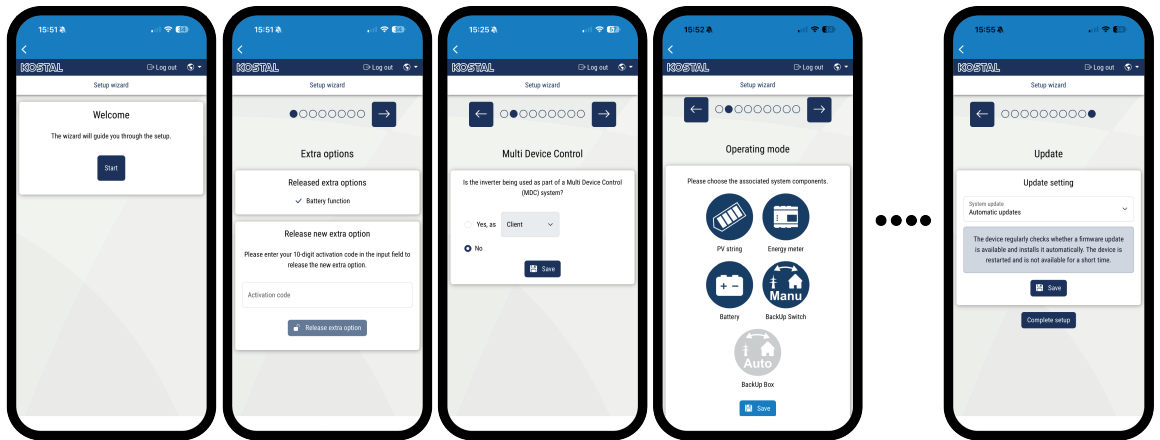 15:51
34
KOSTAL
Log out
Setup wizard
Welcome
The wizard will guide you through the setup.
Start
15:51
34
KOSTAL
Log out
Setup wizard
Extra options
Released extra options
Battery function
Release new extra option
Please enter your 10-digit activation code in the input field to
release the new extra option.
Activation code
Release extra option
15:25
KOSTAL
Log out
Setup wizard
Multi Device Control
Is the inverter being used as part of a Multi Device Control
(MDC) system?
Yes, as
Client
No
Save
15:52
KOSTAL
Log out
Setup wizard
Operating mode
Please choose the associated system components.
PV string
Energy meter
+ −
Manu
Battery
BackUp Switch
Auto
BackUp Box
Save
15:55
KOSTAL
Log out
Setup wizard
Update
Update setting
System update
Automatic updates
The device regularly checks whether a firmware update
is available and installs it automatically. The device is
restarted and is not available for a short time.
Save
Complete setup